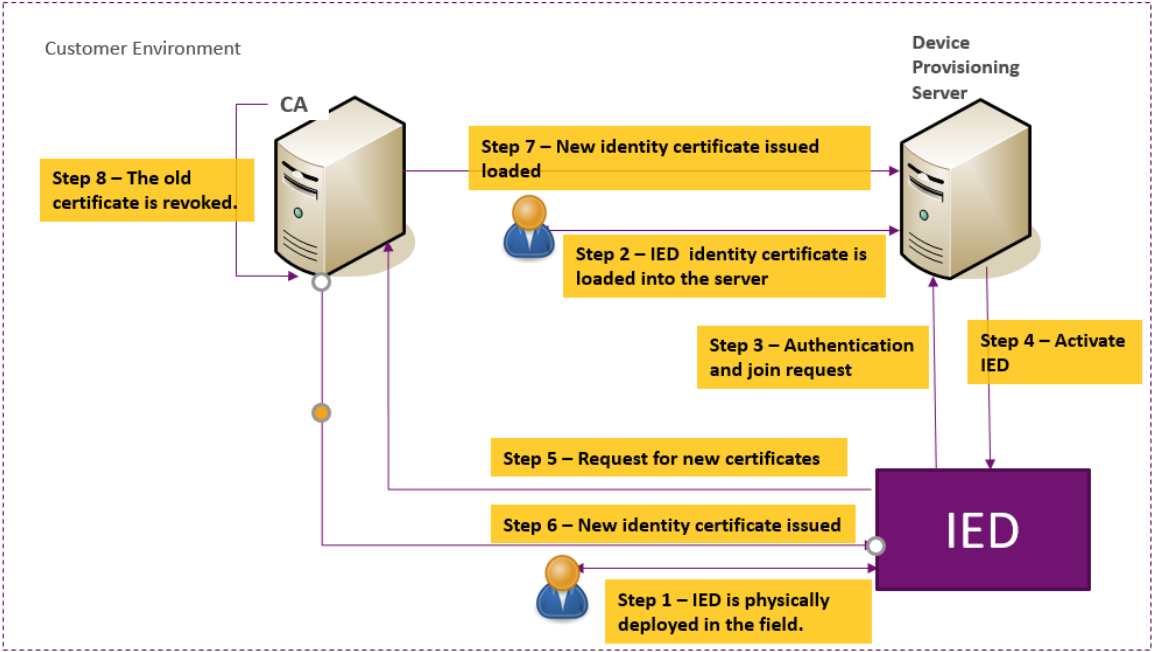 Customer Environment
Device
Provisioning
Server
CA
Step 7 – New identity certificate issued
loaded
Step 8 – The old
certificate is revoked.
Step 2 – IED  identity certificate is
loaded into the server
Step 3 – Authentication
and join request
Step 4 – Activate
IED
Step 5 – Request for new certificates
Step 6 – New identity certificate issued
IED
Step 1 – IED is physically
deployed in the field.